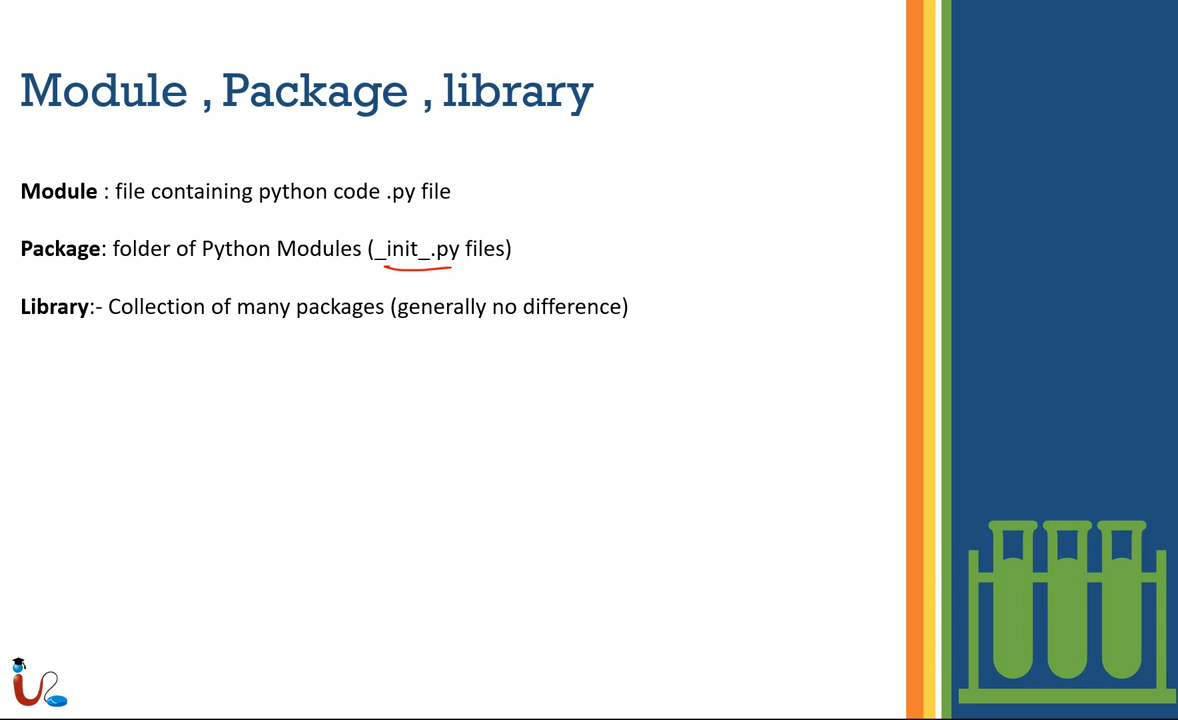 Module , Package , library
Module : file containing python code .py file
Package: folder of Python Modules (_init_.py files)
Library:- Collection of many packages (generally no difference)